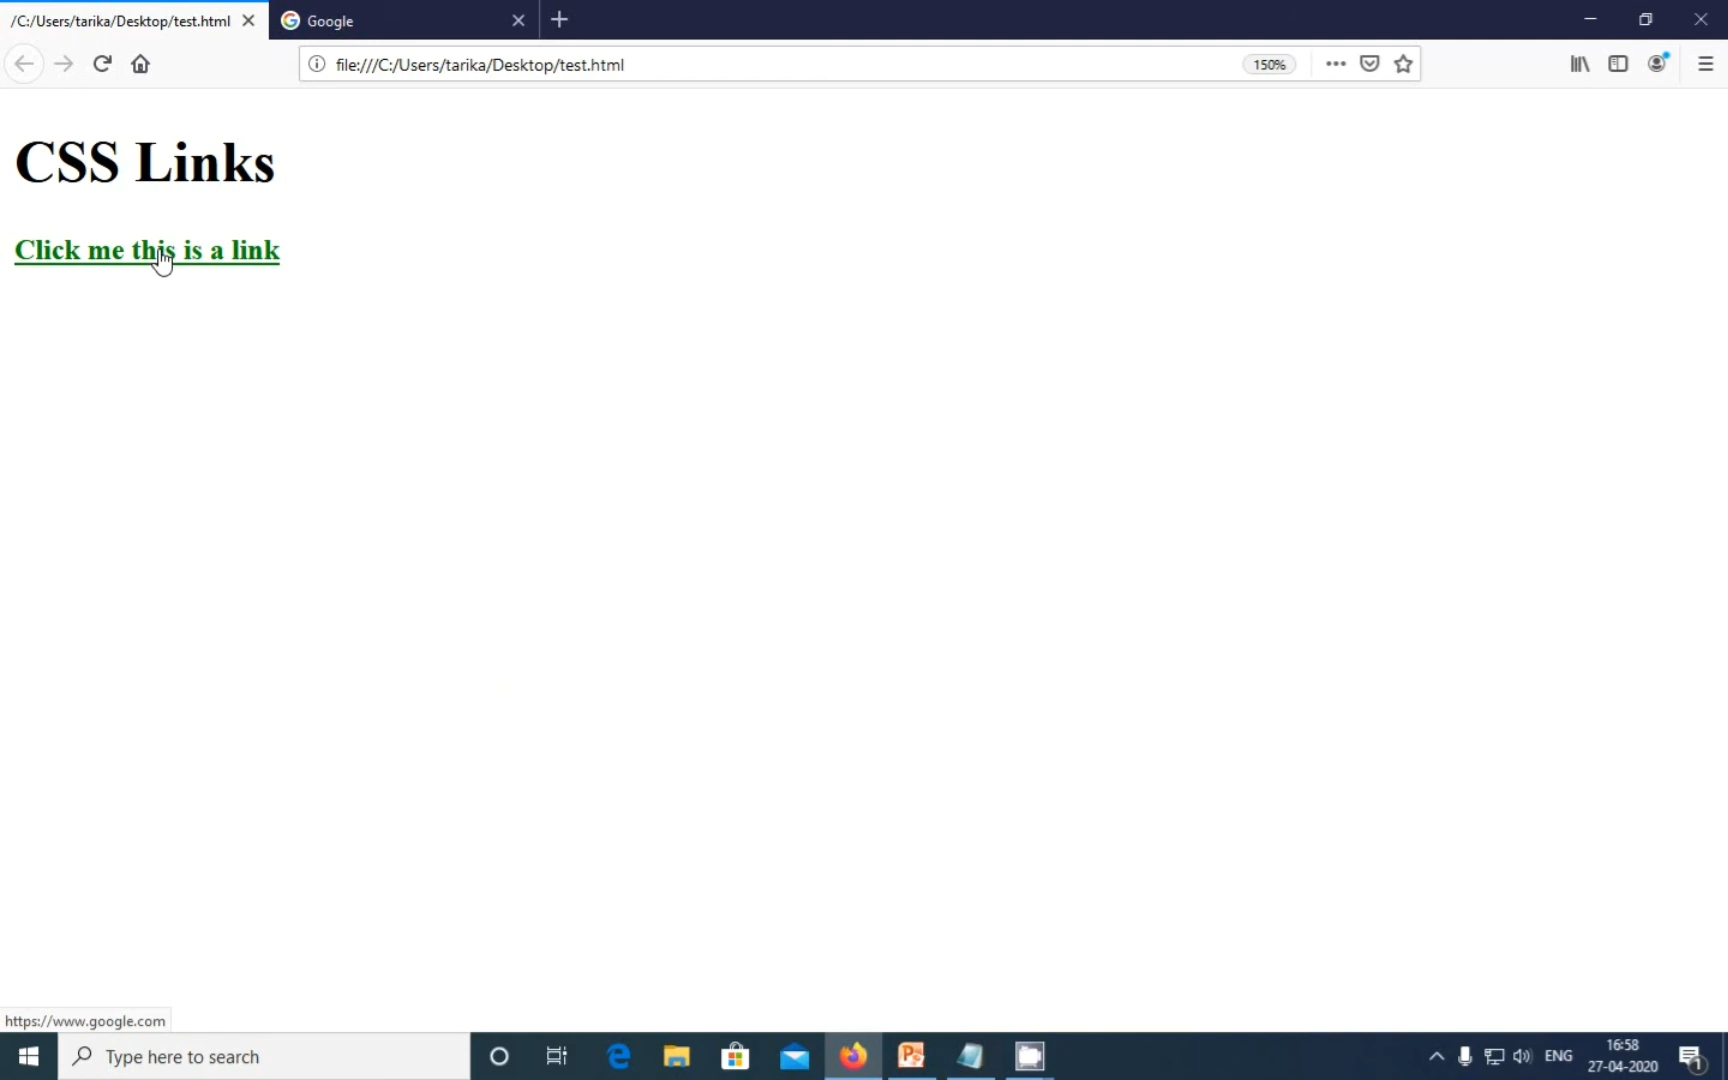 /C:/Users/tarika/Desktop/test.html
Google
file:///C:/Users/tarika/Desktop/test.html
150%
CSS Links
Click me this is a link
https://www.google.com
Type here to search
ENG
16:58
27-04-2020
1